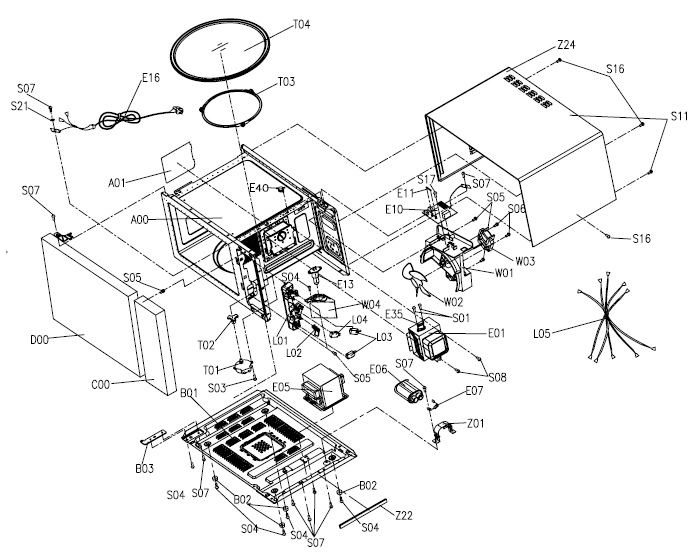 T04
Z24
S16
S07
E16
T03
S21
S11
A01
E40
S17
E11
S07
S05
S07
E10
S06
A00
S16
W03
W01
S04
E13
W02
W04
E35
S01
L05
D00
L04
T02
L01
L03
E01
L02
C00
T01
S05
E06
S07
S08
S03
B01
E05
E07
Z01
B03
B02
S04
S07
B02
S04
S04
S07
S04
Z22
S05